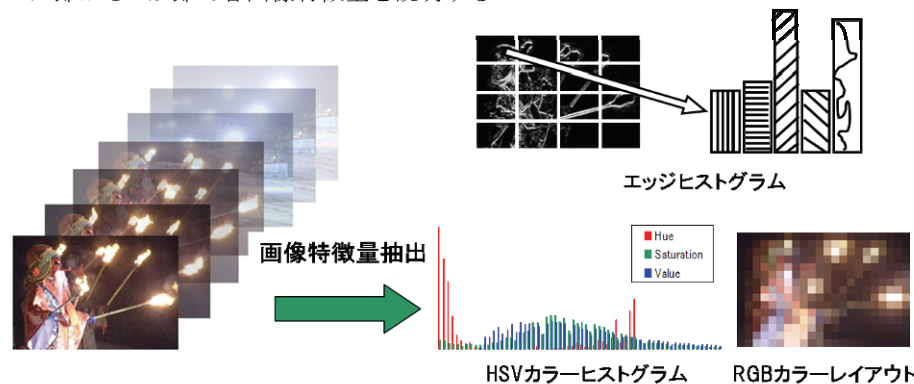 エッジヒストグラム
画像特徴量抽出
Hue
Saturation
Value
HSVカラーヒストグラム
RGBカラーレイアウト